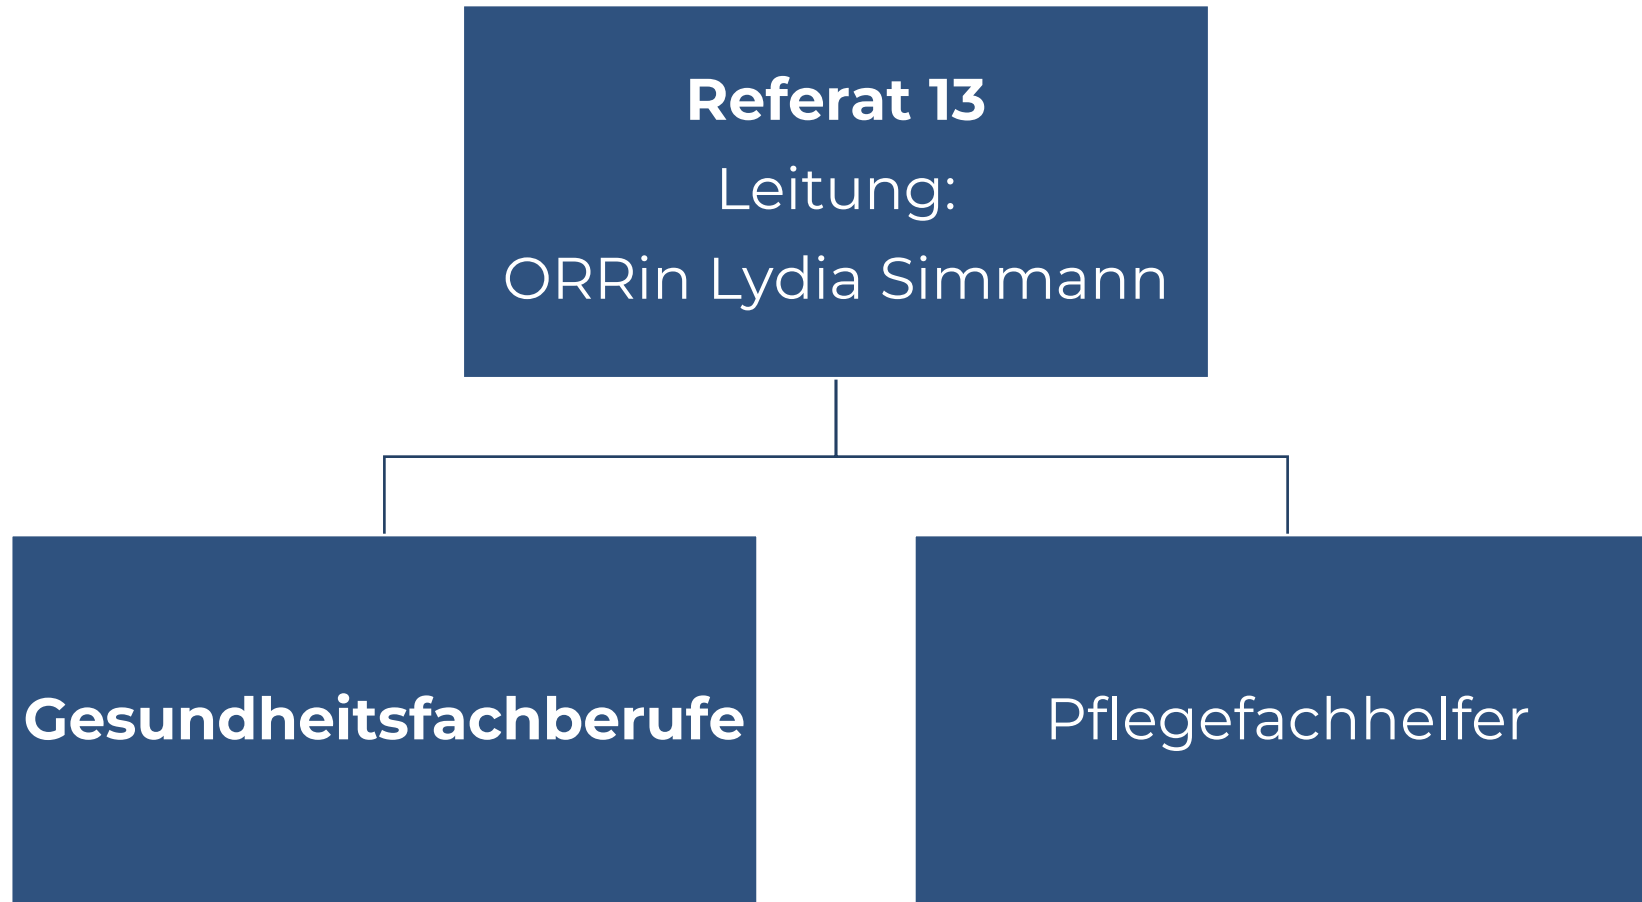 Referat 13
Leitung:
ORRin Lydia Simmann
Gesundheitsfachberufe
Pflegefachhelfer